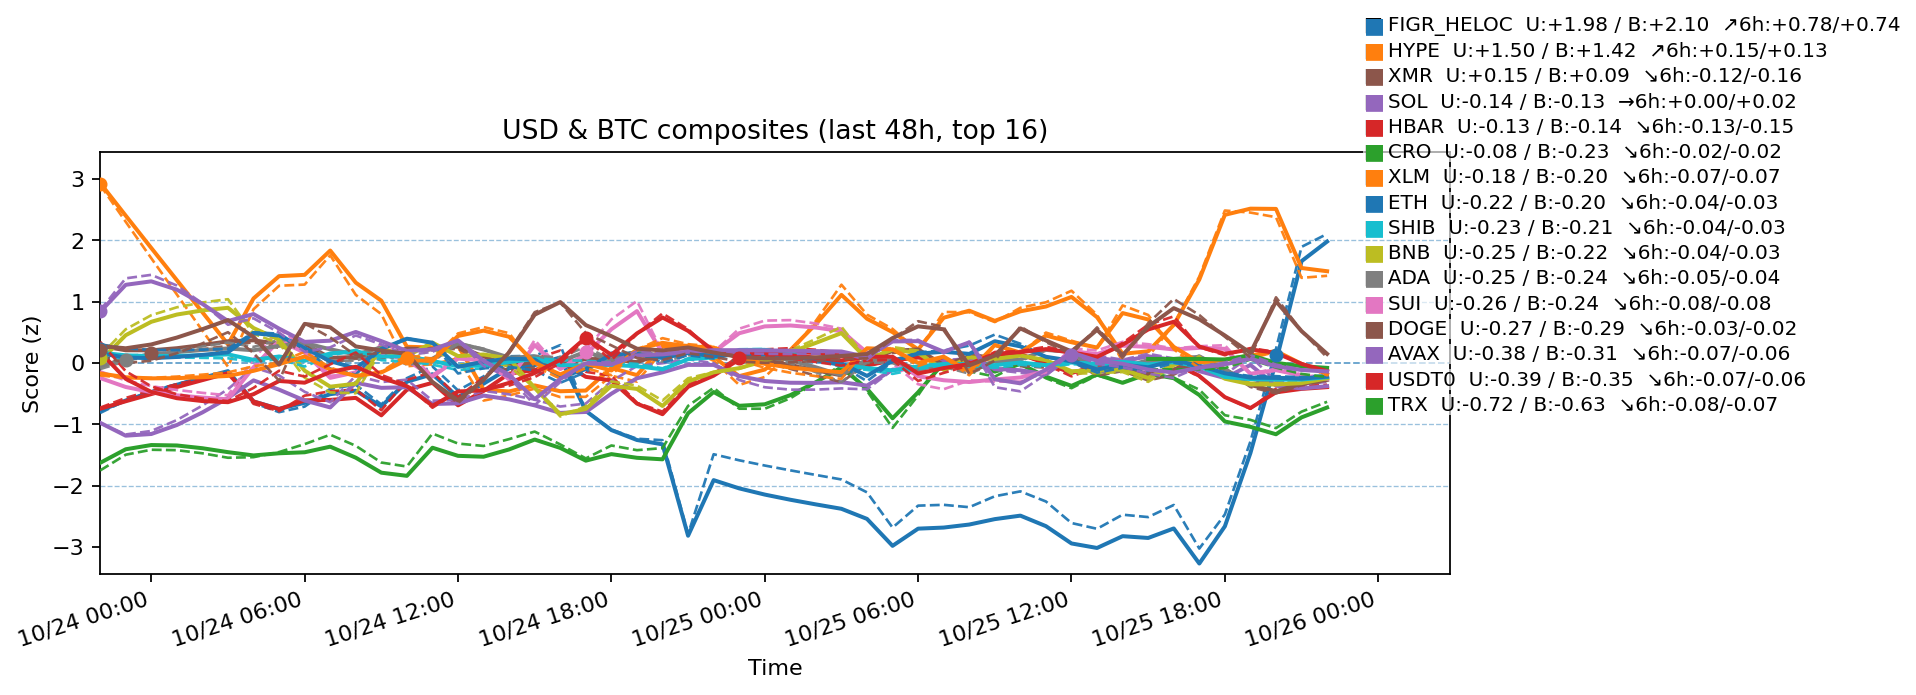 FIGR_HELOC U:+1.98 / B:+2.10 ↗6h:+0.78/+0.74
HYPE U:+1.50 / B:+1.42 ↗6h:+0.15/+0.13
XMR U:+0.15 / B:+0.09 ↘6h:-0.12/-0.16
SOL U:-0.14 / B:-0.13 →6h:+0.00/+0.02
HBAR U:-0.13 / B:-0.14 ↘6h:-0.13/-0.15
CRO U:-0.08 / B:-0.23 ↘6h:-0.02/-0.02
XLM U:-0.18 / B:-0.20 ↘6h:-0.07/-0.07
ETH U:-0.22 / B:-0.20 ↘6h:-0.04/-0.03
SHIB U:-0.23 / B:-0.21 ↘6h:-0.04/-0.03
BNB U:-0.25 / B:-0.22 ↘6h:-0.04/-0.03
ADA U:-0.25 / B:-0.24 ↘6h:-0.05/-0.04
SUI U:-0.26 / B:-0.24 ↘6h:-0.08/-0.08
DOGE U:-0.27 / B:-0.29 ↘6h:-0.03/-0.02
AVAX U:-0.38 / B:-0.31 ↘6h:-0.07/-0.06
USDT0 U:-0.39 / B:-0.35 ↘6h:-0.07/-0.06
TRX U:-0.72 / B:-0.63 ↘6h:-0.08/-0.07
USD & BTC composites (last 48h, top 16)
Score (z)
3
2
1
0
−1
−2
−3
10/24 00:00
10/24 06:00
10/24 12:00
10/24 18:00
10/25 00:00
10/25 06:00
10/25 12:00
10/25 18:00
10/26 00:00
Time